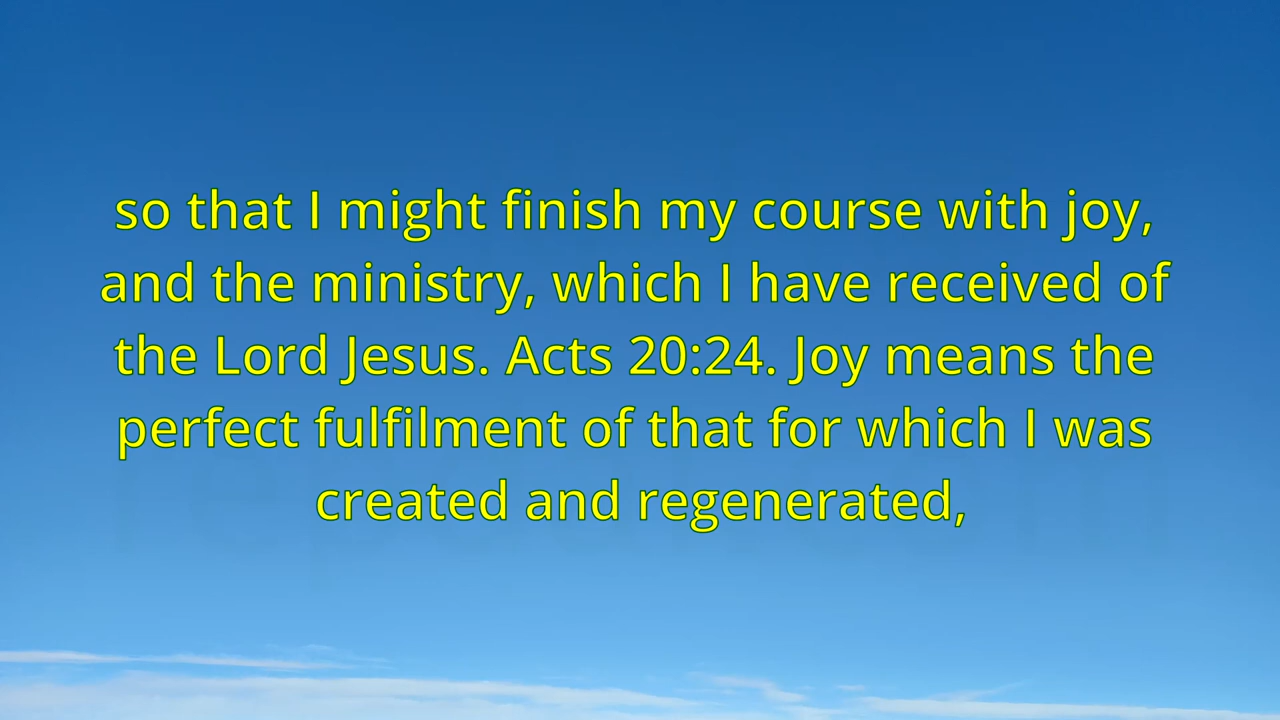 so that I might finish my course with joy,
and the ministry, which I have received of
the Lord Jesus. Acts 20:24. Joy means the
perfect fulfilment of that for which I was
created and regenerated,